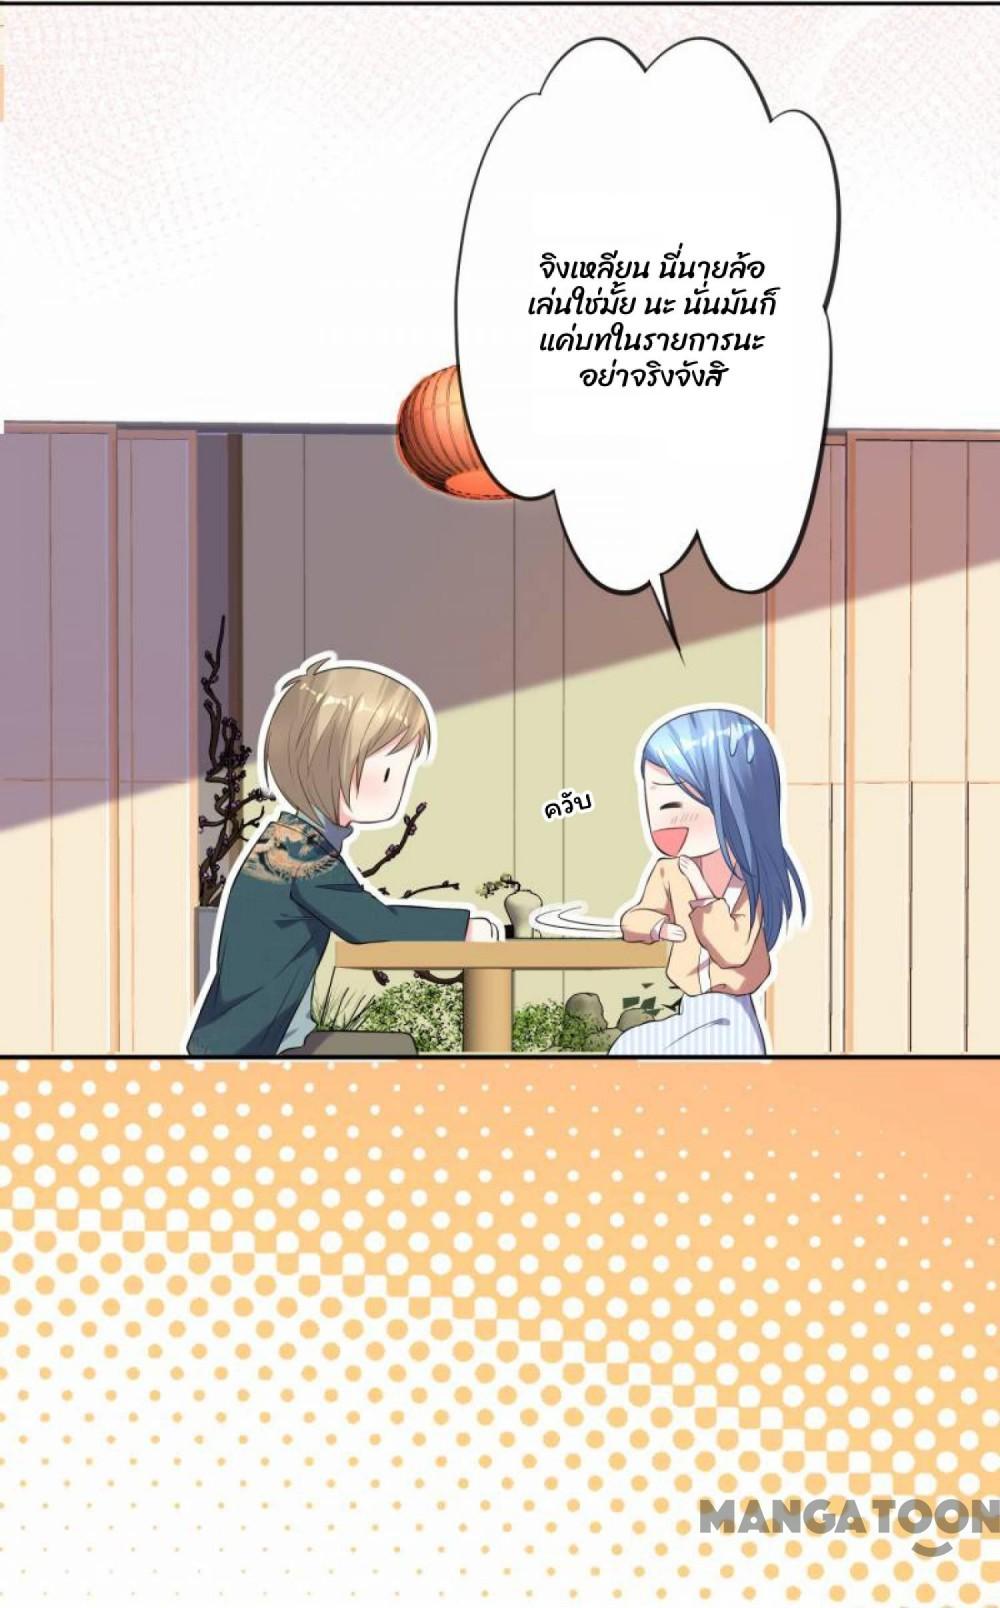 จิงเหลียน นี่นายล้อ
เล่นใช่มั้ย นะ นั่นมันก็
แค่บทในรายการนะ
อย่าจริงจังสิ
ควับ
MANGATOON